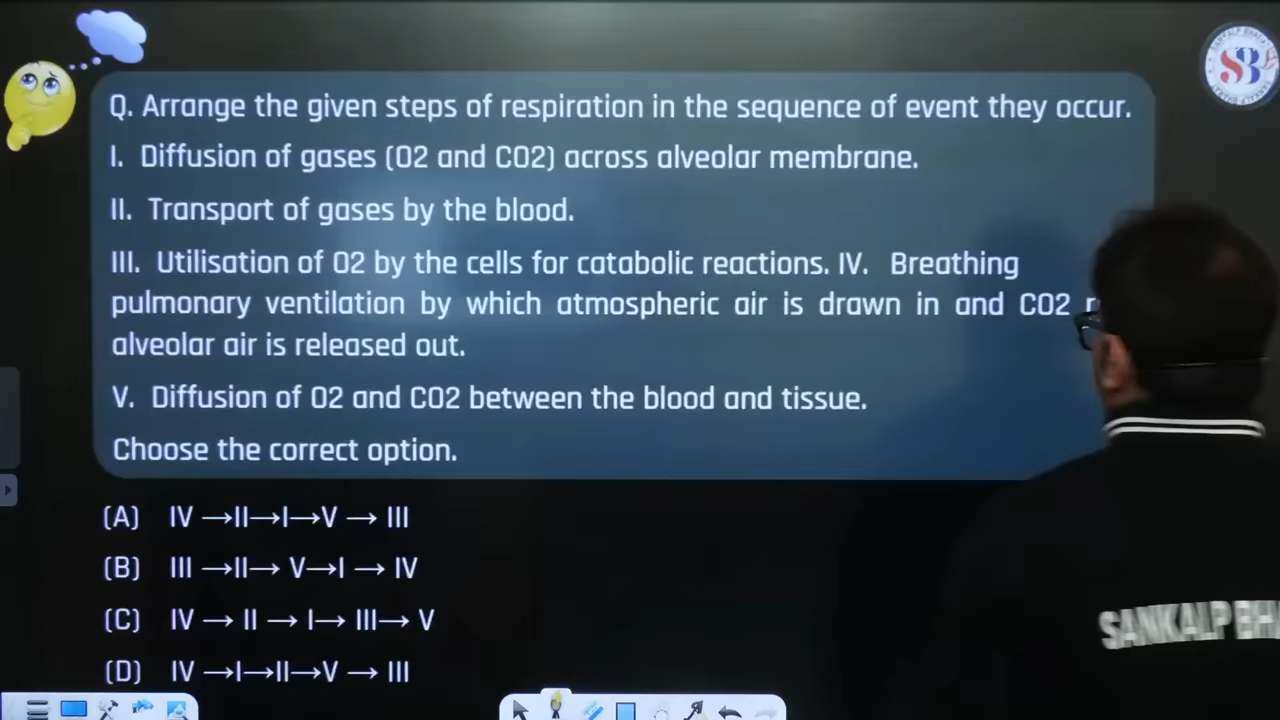 Q. Arrange the given steps of respiration in the sequence of event they occur.
I. Diffusion of gases (O2 and CO2) across alveolar membrane.
II. Transport of gases by the blood.
III. Utilisation of O2 by the cells for catabolic reactions. IV. Breathing
pulmonary ventilation by which atmospheric air is drawn in and CO2
alveolar air is released out.
V. Diffusion of O2 and CO2 between the blood and tissue.
Choose the correct option.
(A) IV →II→I→V → III
(B) III →II→ V→I → IV
(C) IV → II → I→ III→ V
(D) IV →I→II→V → III
SB
SANKALP